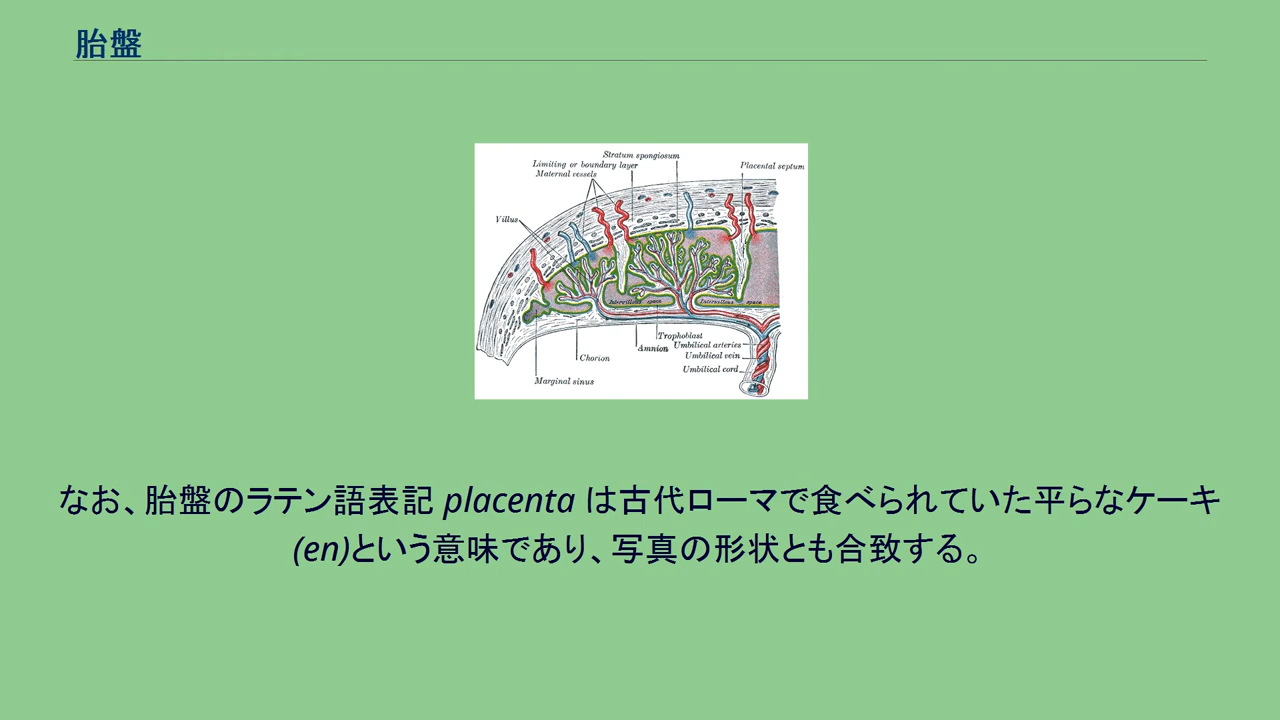 胎盤
Stratum spongiosum
Limiting or boundary layer
Maternal vessels
Placental septum
Villus
Intervillous space
Intervillous space
Trophoblast
Amnion
Umbilical arteries
Umbilical vein
Chorion
Umbilical cord
Marginal sinus
なお、胎盤のラテン語表記 placenta は古代ローマで食べられていた平らなケーキ
(en)という意味であり、写真の形状とも合致する。